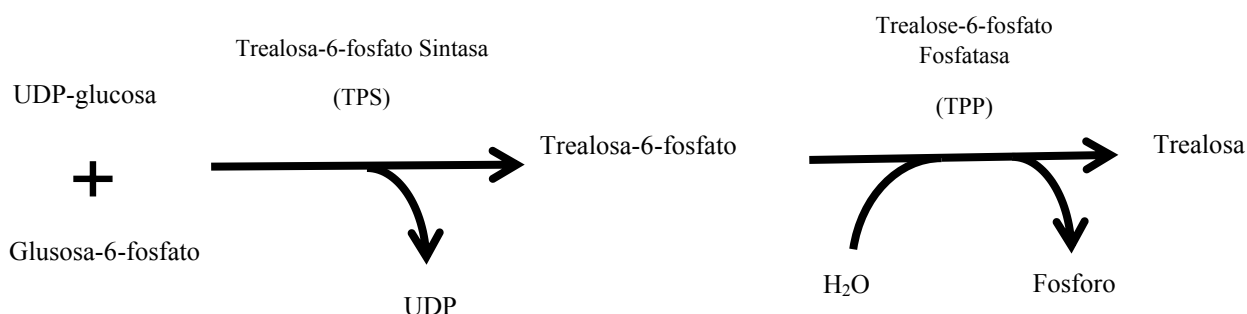 UDP-glucosa
+
Glusosa-6-fosfato
Trealosa-6-fosfato Sintasa
(TPS)
UDP
Trealosa-6-fosfato
Trealose-6-fosfato
Fosfatasa
(TPP)
H₂O
Fosforo
Trealosa